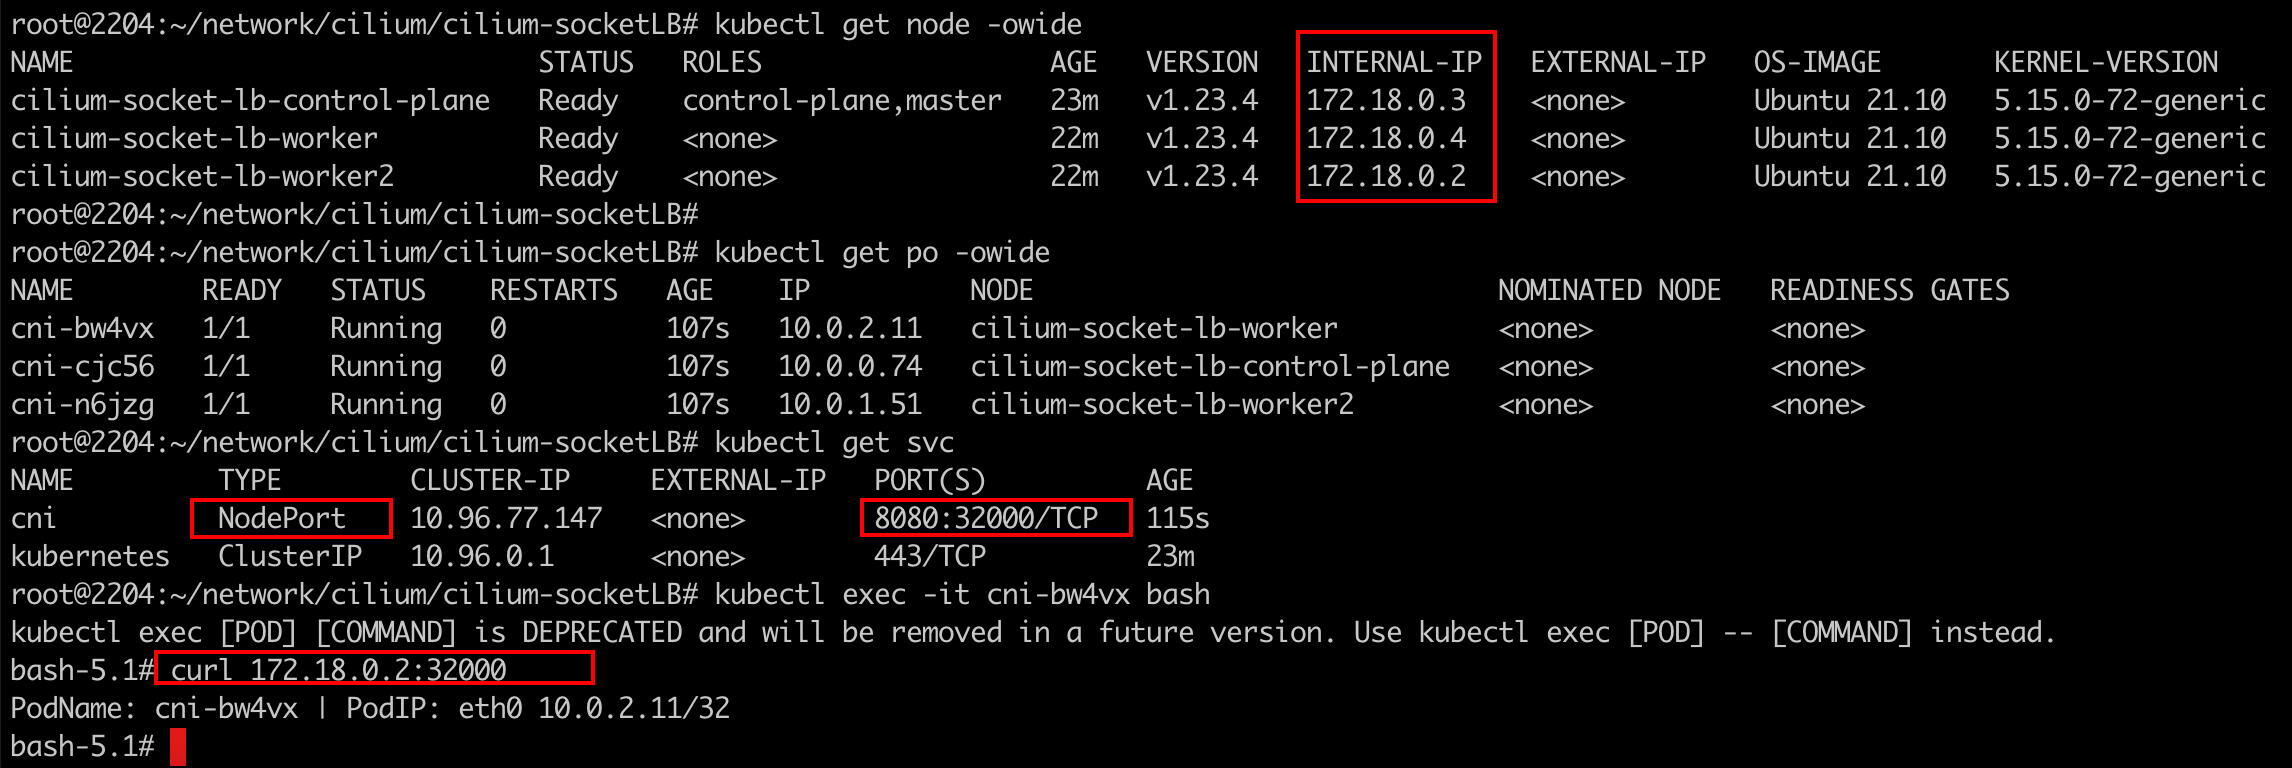 root@2204:~/network/cilium/cilium-socketLB# kubectl get node -owide
NAME                             STATUS   ROLES                  AGE   VERSION   INTERNAL-IP   EXTERNAL-IP   OS-IMAGE       KERNEL-VERSION
cilium-socket-lb-control-plane   Ready    control-plane,master   23m   v1.23.4   172.18.0.3    <none>        Ubuntu 21.10   5.15.0-72-generic
cilium-socket-lb-worker          Ready    <none>                 22m   v1.23.4   172.18.0.4    <none>        Ubuntu 21.10   5.15.0-72-generic
cilium-socket-lb-worker2         Ready    <none>                 22m   v1.23.4   172.18.0.2    <none>        Ubuntu 21.10   5.15.0-72-generic
root@2204:~/network/cilium/cilium-socketLB#
root@2204:~/network/cilium/cilium-socketLB# kubectl get po -owide
NAME        READY   STATUS    RESTARTS   AGE    IP          NODE                             NOMINATED NODE   READINESS GATES
cni-bw4vx   1/1     Running   0          107s   10.0.2.11   cilium-socket-lb-worker          <none>           <none>
cni-cjc56   1/1     Running   0          107s   10.0.0.74   cilium-socket-lb-control-plane   <none>           <none>
cni-n6jzg   1/1     Running   0          107s   10.0.1.51   cilium-socket-lb-worker2         <none>           <none>
root@2204:~/network/cilium/cilium-socketLB# kubectl get svc
NAME         TYPE        CLUSTER-IP     EXTERNAL-IP   PORT(S)          AGE
cni          NodePort    10.96.77.147   <none>        8080:32000/TCP   115s
kubernetes   ClusterIP   10.96.0.1      <none>        443/TCP          23m
root@2204:~/network/cilium/cilium-socketLB# kubectl exec -it cni-bw4vx bash
kubectl exec [POD] [COMMAND] is DEPRECATED and will be removed in a future version. Use kubectl exec [POD] -- [COMMAND] instead.
bash-5.1# curl 172.18.0.2:32000
PodName: cni-bw4vx | PodIP: eth0 10.0.2.11/32
bash-5.1#